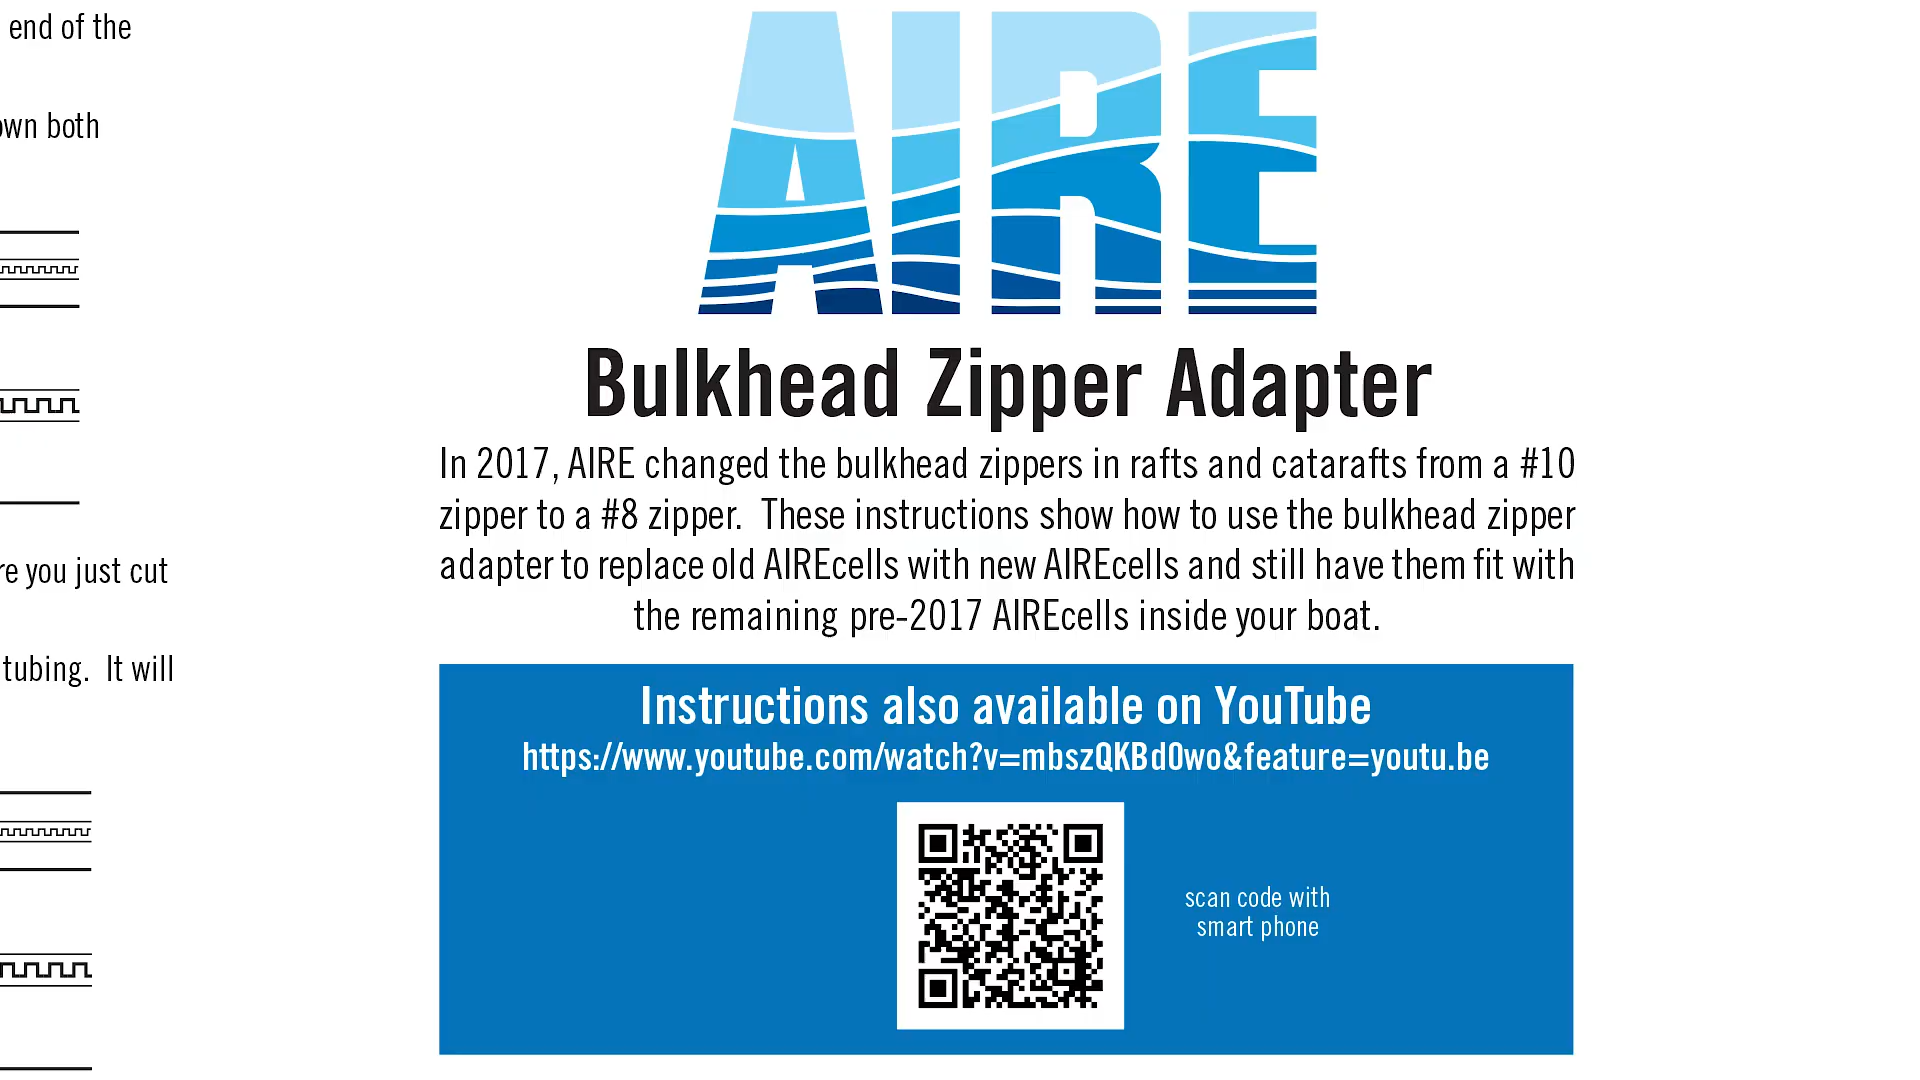 end of the
own both
re you just cut
tubing.  It will
AIRE
Bulkhead Zipper Adapter
In 2017, AIRE changed the bulkhead zippers in rafts and catarafts from a #10
zipper to a #8 zipper.  These instructions show how to use the bulkhead zipper
adapter to replace old AIREcells with new AIREcells and still have them fit with
the remaining pre-2017 AIREcells inside your boat.
Instructions also available on YouTube
https://www.youtube.com/watch?v=mbszQKBd0wo&feature=youtu.be
scan code with
smart phone